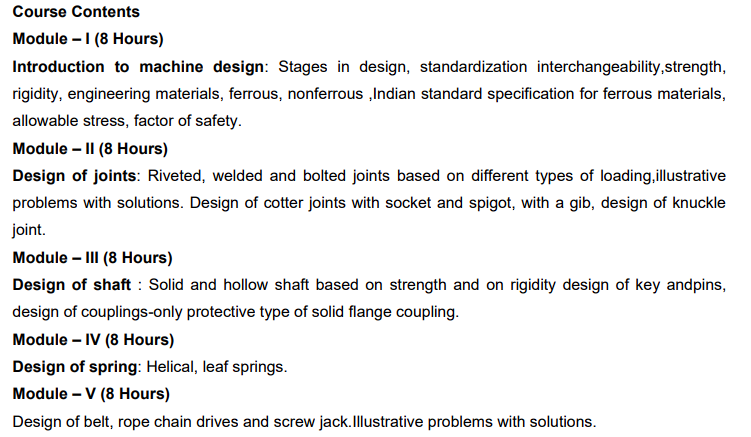 Course Contents
Module – I (8 Hours)
Introduction to machine design: Stages in design, standardization interchangeability,strength,
rigidity, engineering materials, ferrous, nonferrous ,Indian standard specification for ferrous materials,
allowable stress, factor of safety.
Module – II (8 Hours)
Design of joints: Riveted, welded and bolted joints based on different types of loading,illustrative
problems with solutions. Design of cotter joints with socket and spigot, with a gib, design of knuckle
joint.
Module – III (8 Hours)
Design of shaft : Solid and hollow shaft based on strength and on rigidity design of key andpins,
design of couplings-only protective type of solid flange coupling.
Module – IV (8 Hours)
Design of spring: Helical, leaf springs.
Module – V (8 Hours)
Design of belt, rope chain drives and screw jack.Illustrative problems with solutions.